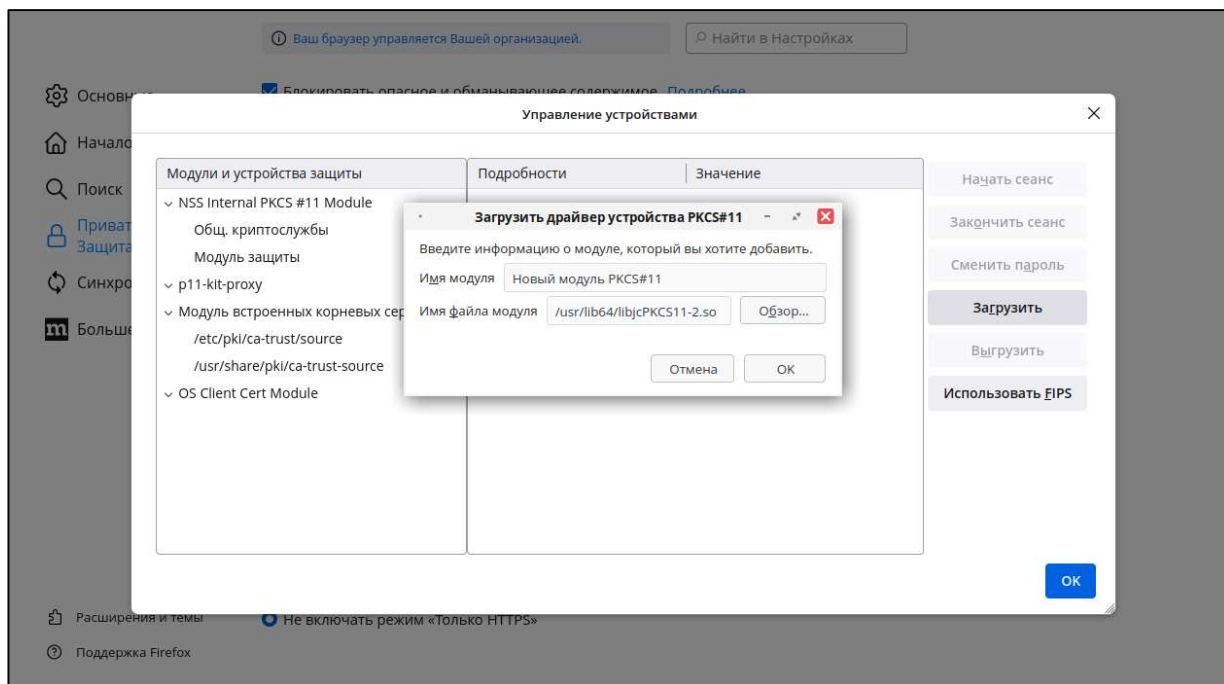 Ваш браузер управляется Вашей организацией.
Найти в Настройках
Основные
Блокировать опасное и обманывающее содержимое Подробнее
Управление устройствами
Начало
Поиск
Приват
Защита
Синхро
Больше
Модули и устройства защиты
NSS Internal PKCS #11 Module
Общ. криптослужбы
Модуль защиты
p11-kit-proxy
Модуль встроенных корневых сер
/etc/pki/ca-trust/source
/usr/share/pki/ca-trust-source
OS Client Cert Module
Подробности
Значение
Загрузить драйвер устройства PKCS#11
Введите информацию о модуле, который вы хотите добавить.
Имя модуля Новый модуль PKCS#11
Имя файла модуля /usr/lib64/libjcPKCS11-2.so Обзор...
Отмена OK
Начать сеанс
Закончить сеанс
Сменить пароль
Загрузить
Выгрузить
Использовать FIPS
OK
Расширения и темы
Не включать режим «Только HTTPS»
Поддержка Firefox